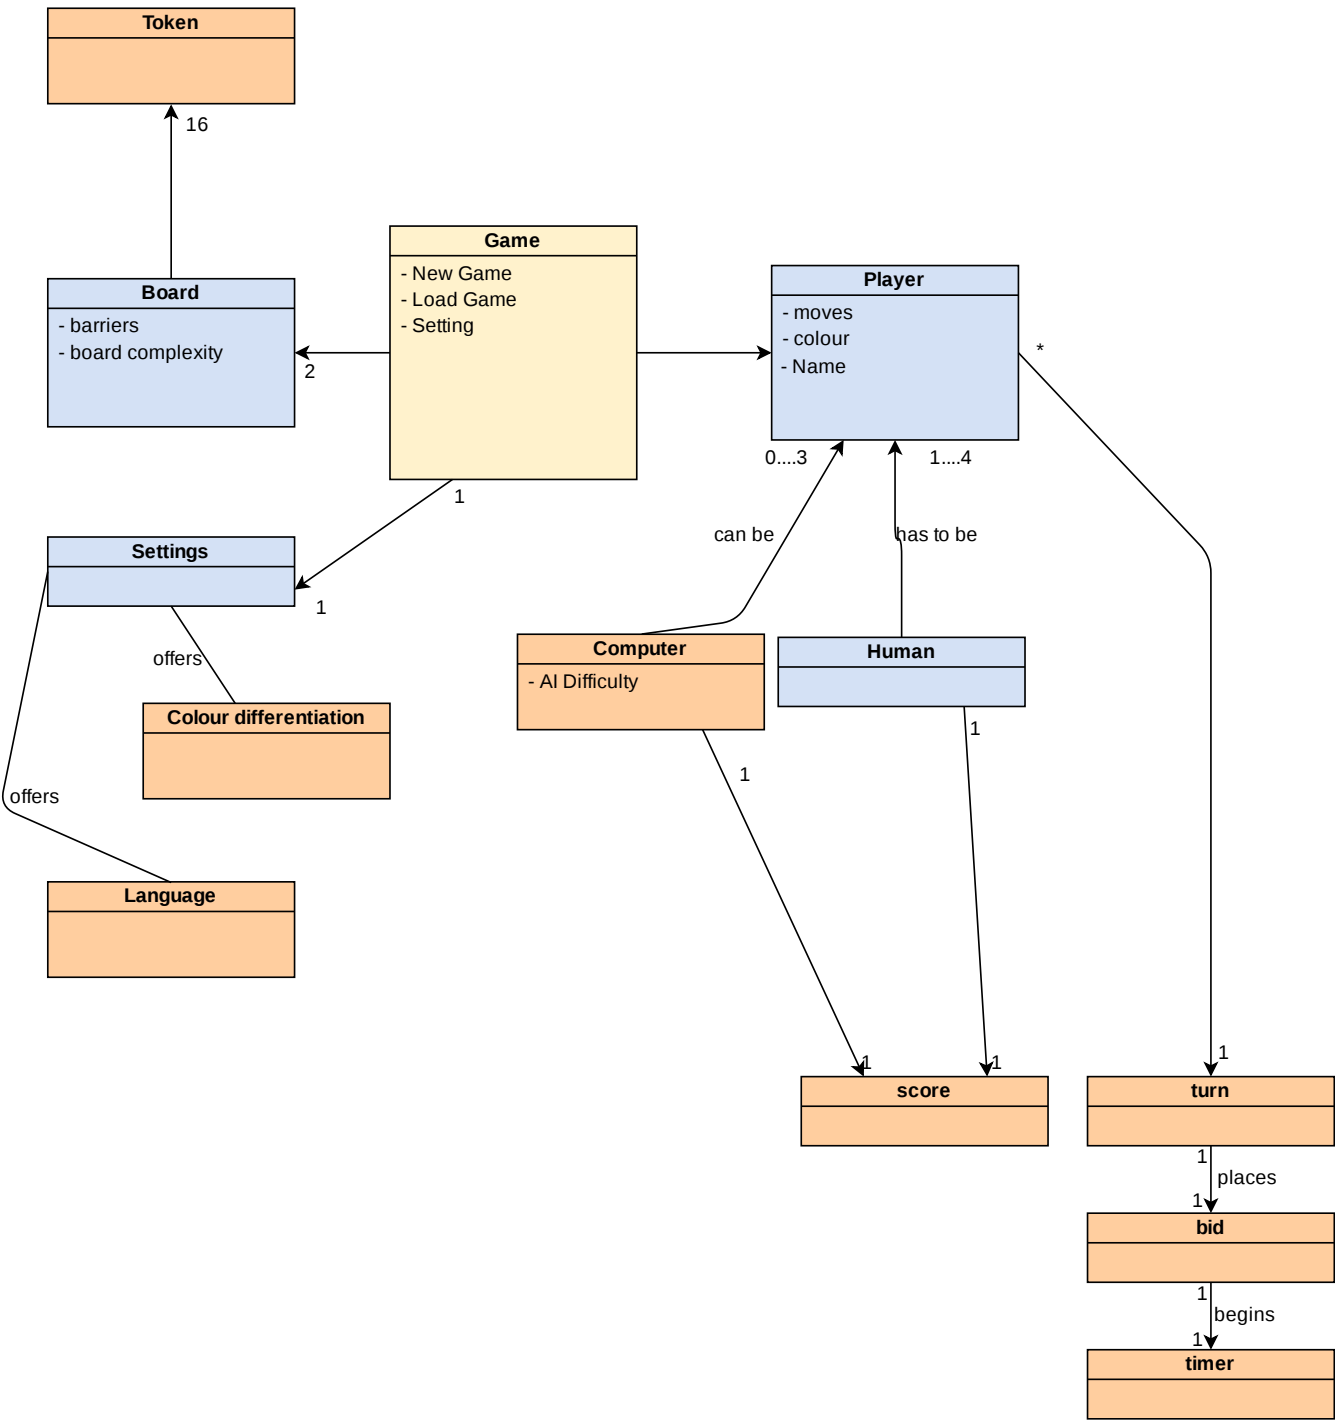 Token
16
Game
- New Game
- Load Game
- Setting
Player
- moves
- colour
- Name
Board
- barriers
- board complexity
2
*
0....3
1....4
1
can be
has to be
Settings
1
offers
Computer
- AI Difficulty
Human
Colour differentiation
1
1
offers
Language
1
1
1
score
turn
1
places
1
bid
1
begins
1
timer